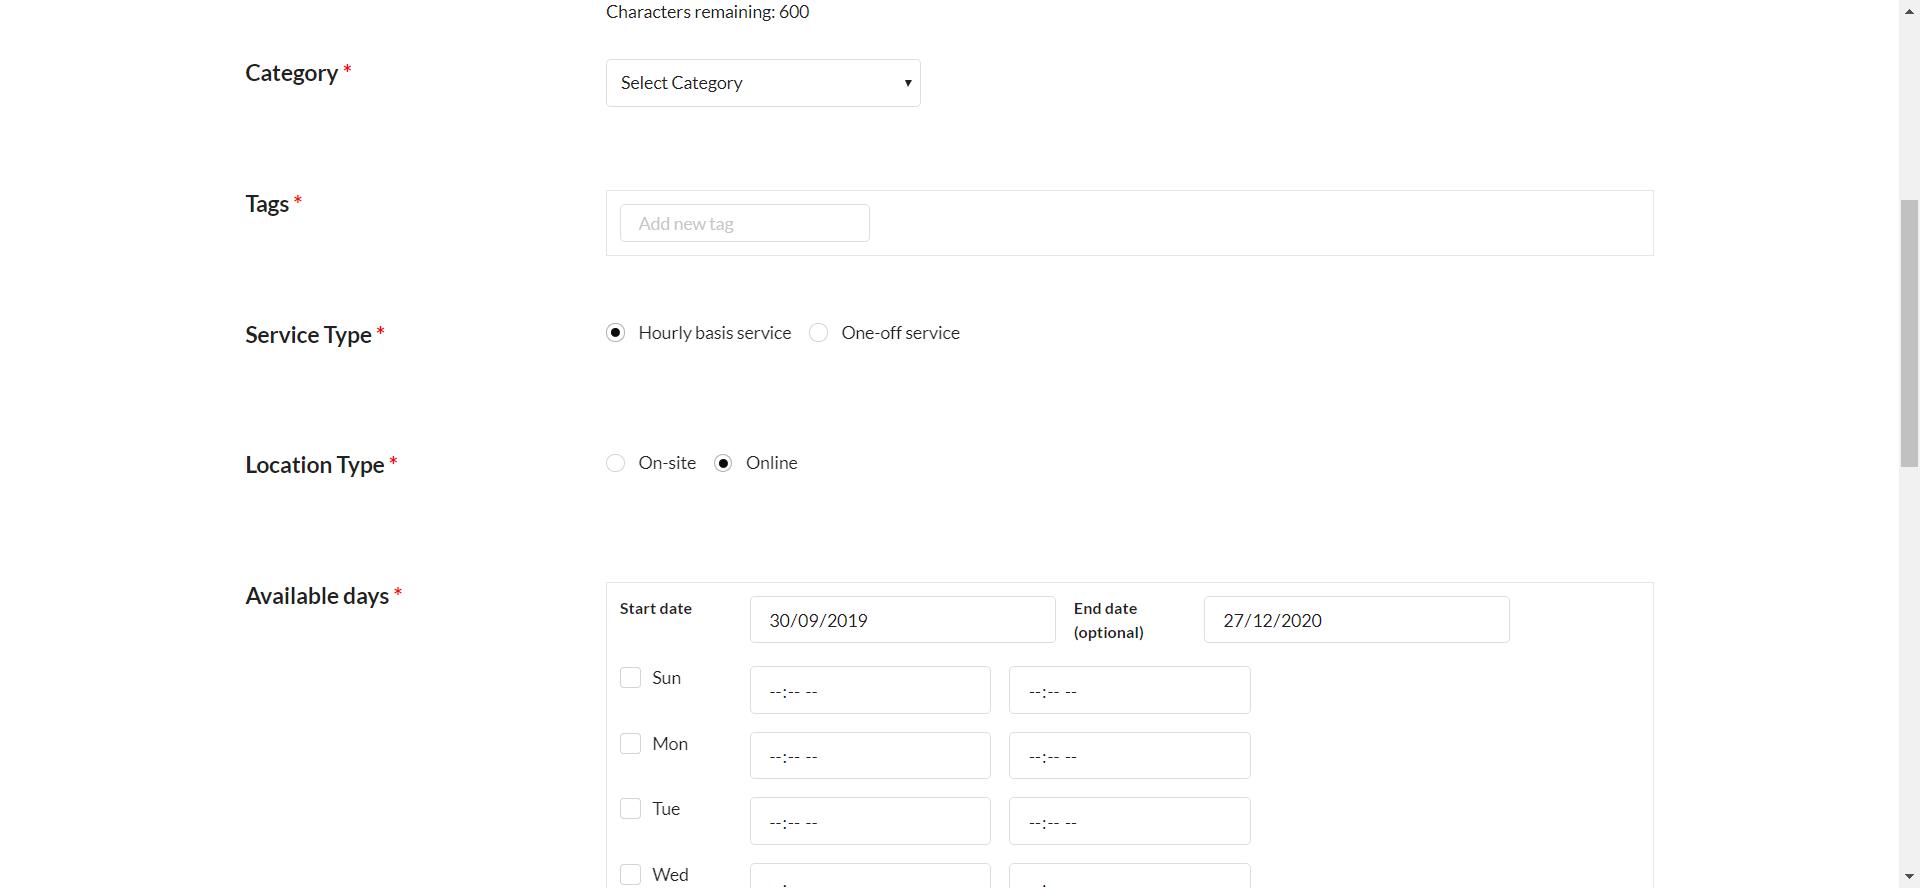 Characters remaining: 600
Category *
Select Category
Tags *
Add new tag
Service Type *
Hourly basis service One-off service
Location Type *
On-site Online
Available days *
Start date 30/09/2019 End date (optional) 27/12/2020
Sun --:-- -- --:-- --
Mon --:-- -- --:-- --
Tue --:-- -- --:-- --
Wed